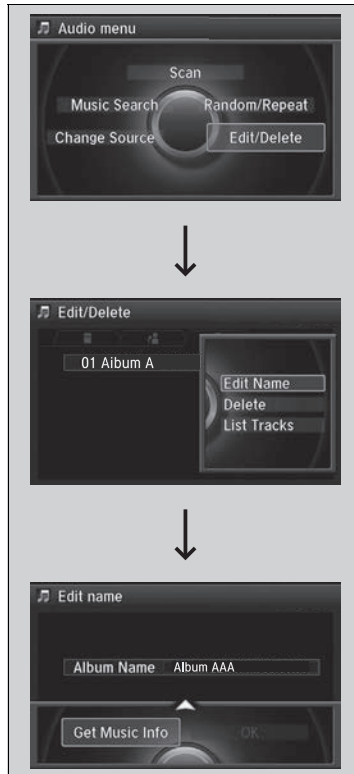 Audio menu
Scan
Music Search
Random/Repeat
Change Source
Edit/Delete
Edit/Delete
01 Aibum A
Edit Name
Delete
List Tracks
Edit name
Album Name Album AAA
Get Music Info
OK